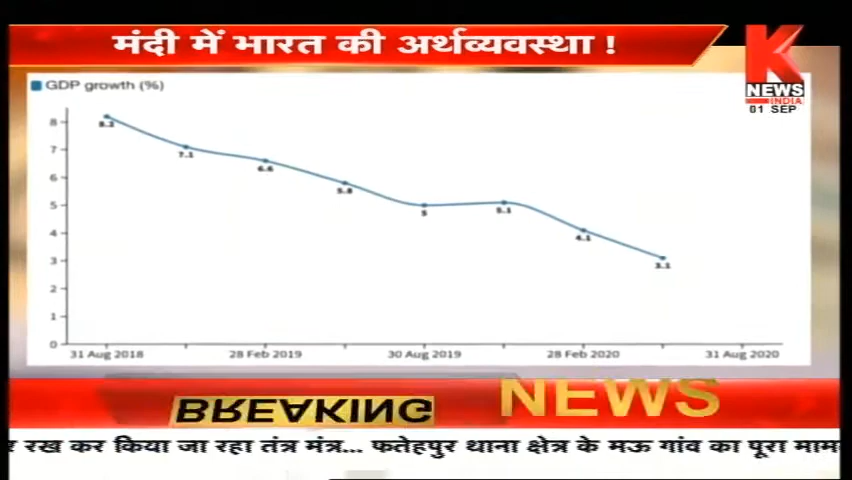 मंदी में भारत की अर्थव्यवस्था !
K
NEWS
INDIA
01 SEP
GDP growth (%)
8
7
6
5
4
3
2
1
0
8.2
7.1
6.6
5.8
5
5.1
4.1
3.1
31 Aug 2018
28 Feb 2019
30 Aug 2019
28 Feb 2020
31 Aug 2020
BREAKING
NEWS
रख कर किया जा रहा तंत्र मंत्र... फतेहपुर थाना क्षेत्र के मऊ गांव का पूरा